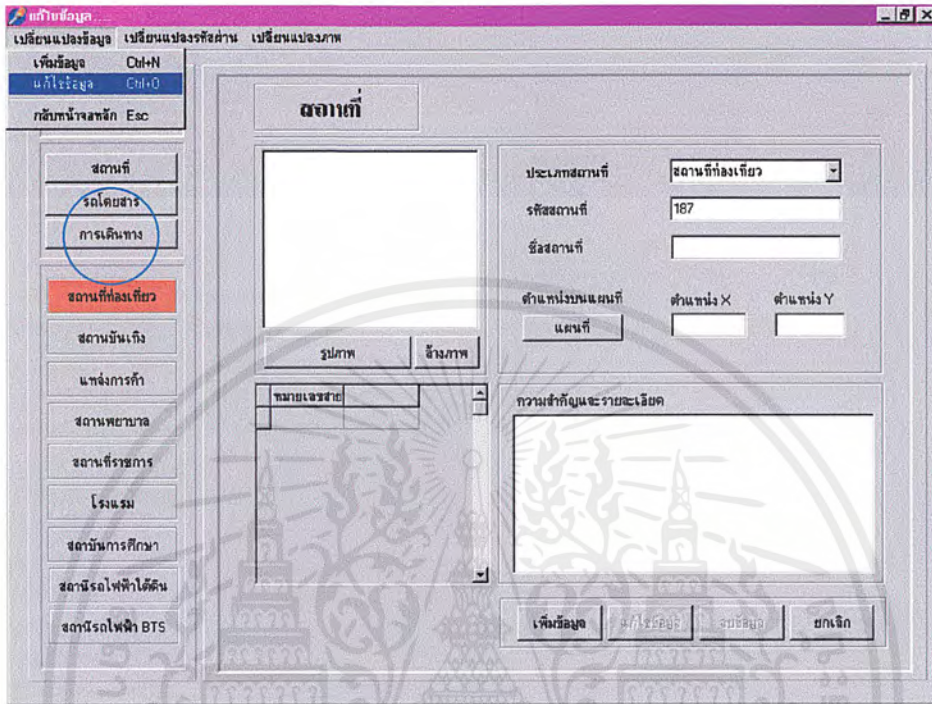 แก้ไขข้อมูล.....
เปลี่ยนแปลงข้อมูล เปลี่ยนแปลงรหัสผ่าน เปลี่ยนแปลงภาพ
เพิ่มข้อมูล Ctrl+N
แก้ไขข้อมูล Ctrl+O
กลับหน้าจอหลัก Esc
สถานที่
สถานที่
รถโดยสาร
การเดินทาง
สถานที่ท่องเที่ยว
สถานบันเทิง
แหล่งการค้า
สถานพยาบาล
สถานที่ราชการ
โรงแรม
สถาบันการศึกษา
สถานีรถไฟฟ้าใต้ดิน
สถานีรถไฟฟ้า BTS
รูปภาพ ล้างภาพ
หมายเลขสาย
ประเภทสถานที่ สถานที่ท่องเที่ยว
รหัสสถานที่ 187
ชื่อสถานที่
ตำแหน่งบนแผนที่ ตำแหน่ง X ตำแหน่ง Y
แผนที่
ความสำคัญและรายละเอียด
เพิ่มข้อมูล แก้ไขข้อมูล ลบข้อมูล ยกเลิก